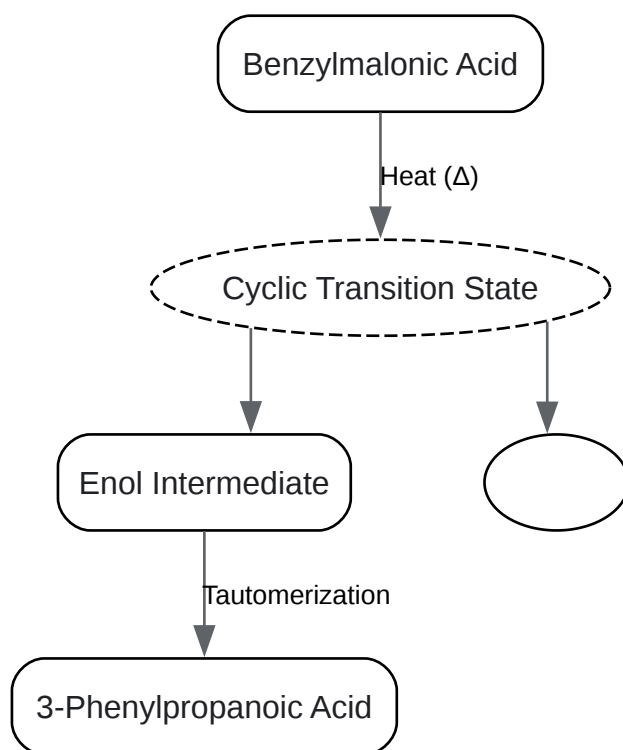 Benzylmalonic Acid
Heat (Δ)
Cyclic Transition State
Enol Intermediate
Tautomerization
3-Phenylpropanoic Acid